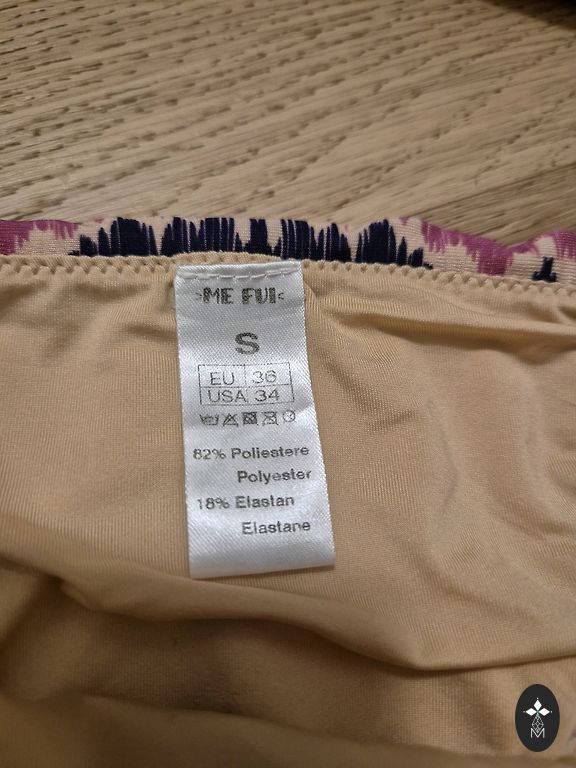 >ME FUI<
S
EU 36
USA 34
82% Poliestere
Polyester
18% Elastan
Elastane
M